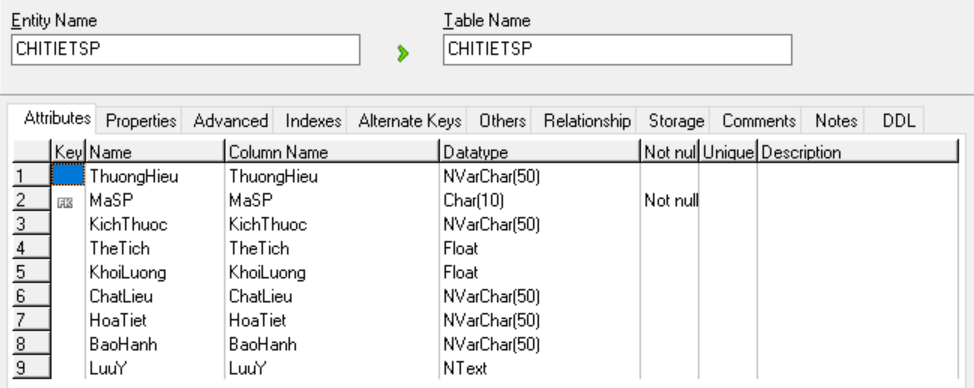 Entity Name Table Name
CHITIETSP CHITIETSP
Attributes Properties Advanced Indexes Alternate Keys Others Relationship Storage Comments Notes DDL
Key Name Column Name Datatype Not nul Unique Description
1 ThuongHieu ThuongHieu NVarChar(50)
2 FK MaSP MaSP Char(10) Not null
3 KichThuoc KichThuoc NVarChar(50)
4 TheTich TheTich Float
5 KhoiLuong KhoiLuong Float
6 ChatLieu ChatLieu NVarChar(50)
7 HoaTiet HoaTiet NVarChar(50)
8 BaoHanh BaoHanh NVarChar(50)
9 LuuY LuuY NText